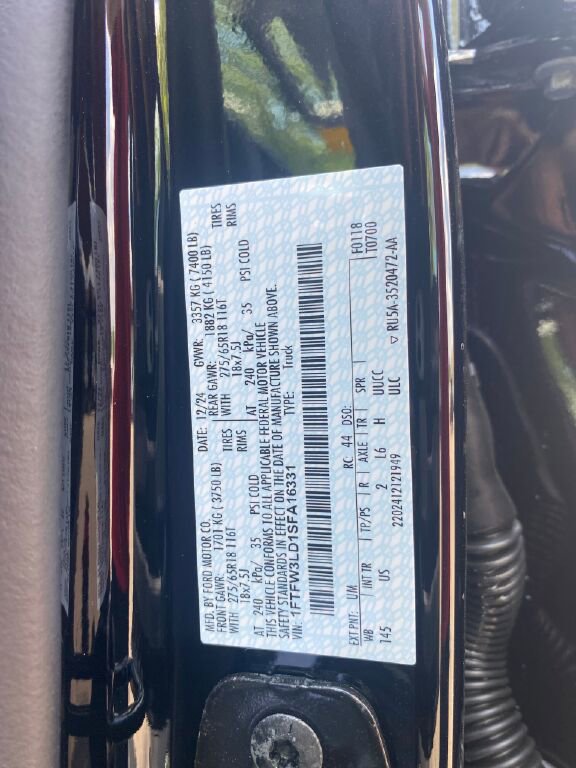 MFD. BY FORD MOTOR CO. DATE: 12/24 GVWR: 3357 KG ( 7400 LB)
FRONT GAWR: 1701 KG ( 3750 LB) REAR GAWR: 1882 KG ( 4150 LB)
WITH 275/65R18 116T TIRES WITH 275/65R18 116T TIRES
18x7.5J RIMS 18x7.5J RIMS
AT 240 kPa/ 35 PSI COLD AT 240 kPa/ 35 PSI COLD
THIS VEHICLE CONFORMS TO ALL APPLICABLE FEDERAL MOTOR VEHICLE
SAFETY STANDARDS IN EFFECT ON THE DATE OF MANUFACTURE SHOWN ABOVE.
VIN: 1FTFW3LD1SFA16331 TYPE: Truck
F0118
T0700
EXT PNT: UM RC: 44 DSO:
WB INT TR TP/PS R AXLE TR SPR
145 US 2 L6 H UUCC
ULC
2202412121949 ▽ RU5A-3520472-AA